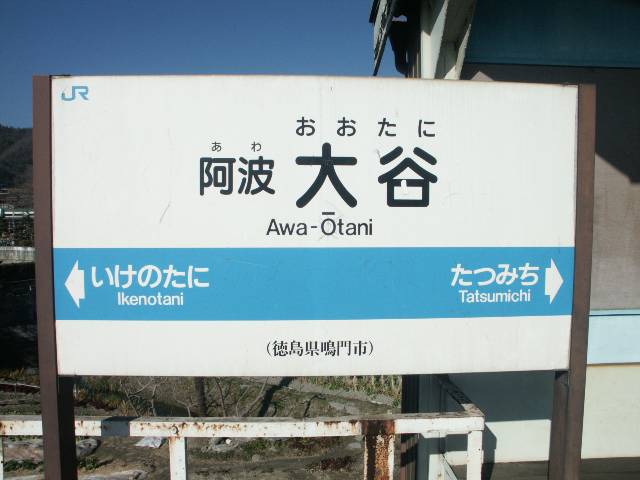 JR
おおたに
あわ
阿波大谷
Awa-Ōtani
いけのたに たつみち
Ikenotani Tatsumichi
(徳島県鳴門市)